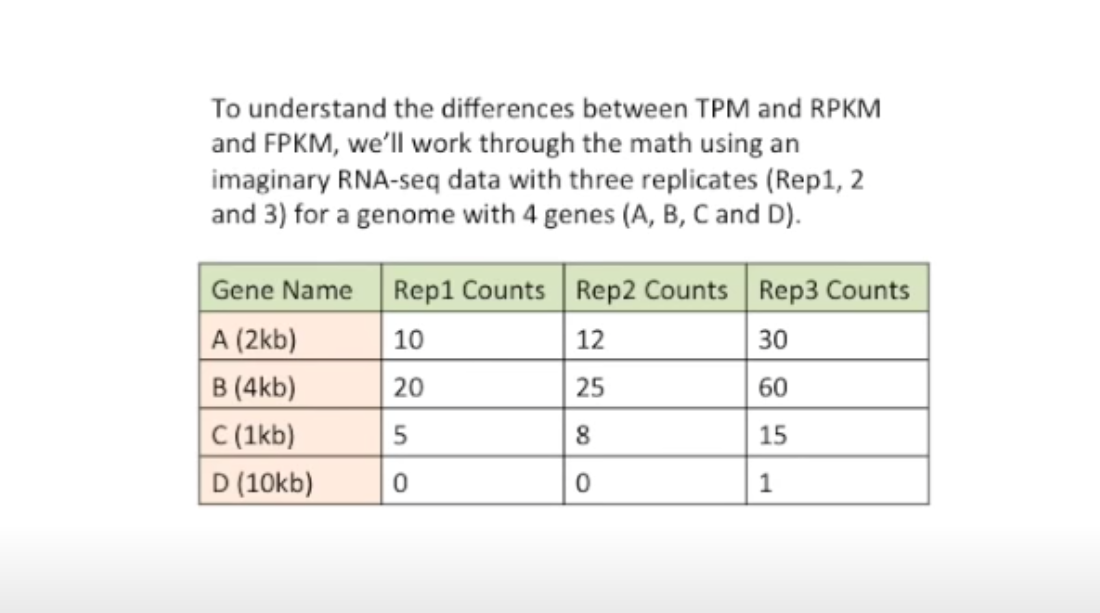 To understand the differences between TPM and RPKM
and FPKM, we'll work through the math using an
imaginary RNA-seq data with three replicates (Rep1, 2
and 3) for a genome with 4 genes (A, B, C and D).
Gene Name Rep1 Counts Rep2 Counts Rep3 Counts
A (2kb) 10 12 30
B (4kb) 20 25 60
C (1kb) 5 8 15
D (10kb) 0 0 1